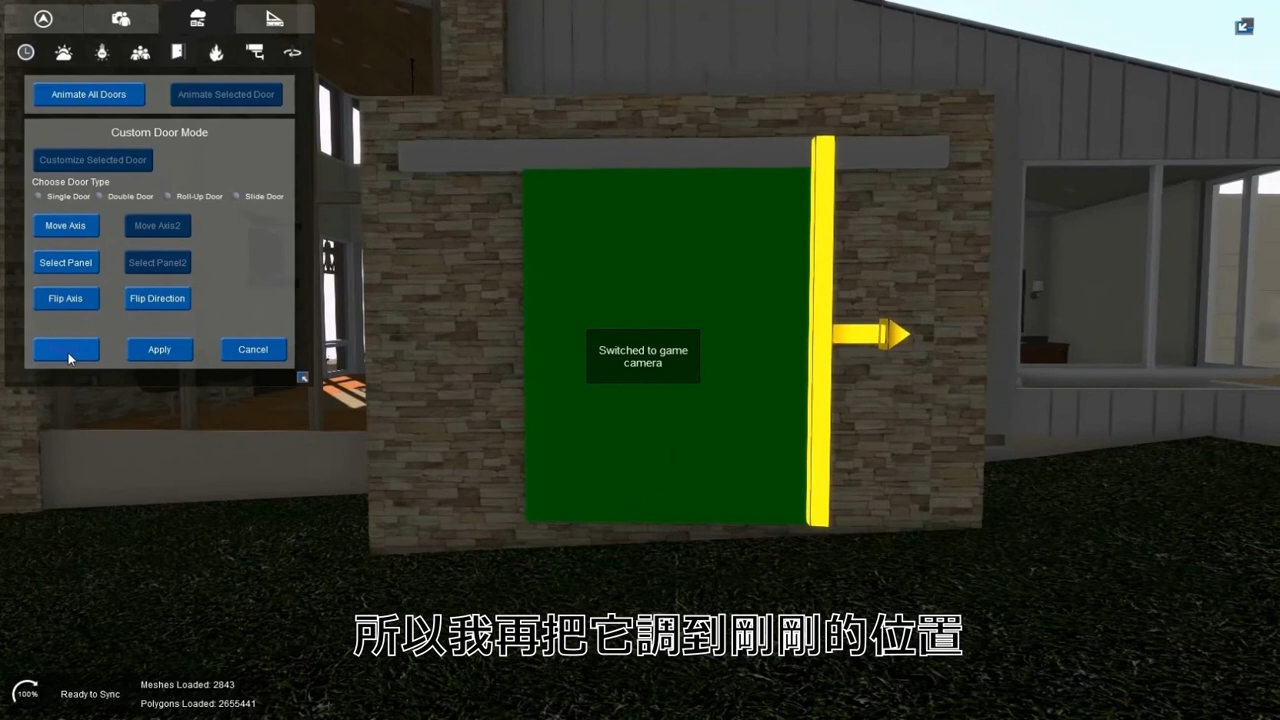 Animate All Doors
Animate Selected Door
Custom Door Mode
Customize Selected Door
Choose Door Type
Single Door Double Door Roll-Up Door Slide Door
Move Axis Move Axis2
Select Panel Select Panel2
Flip Axis Flip Direction
Apply Cancel
Switched to game
camera
所以我再把它調到剛剛的位置
100%
Ready to Sync
Meshes Loaded: 2843
Polygons Loaded: 2655441